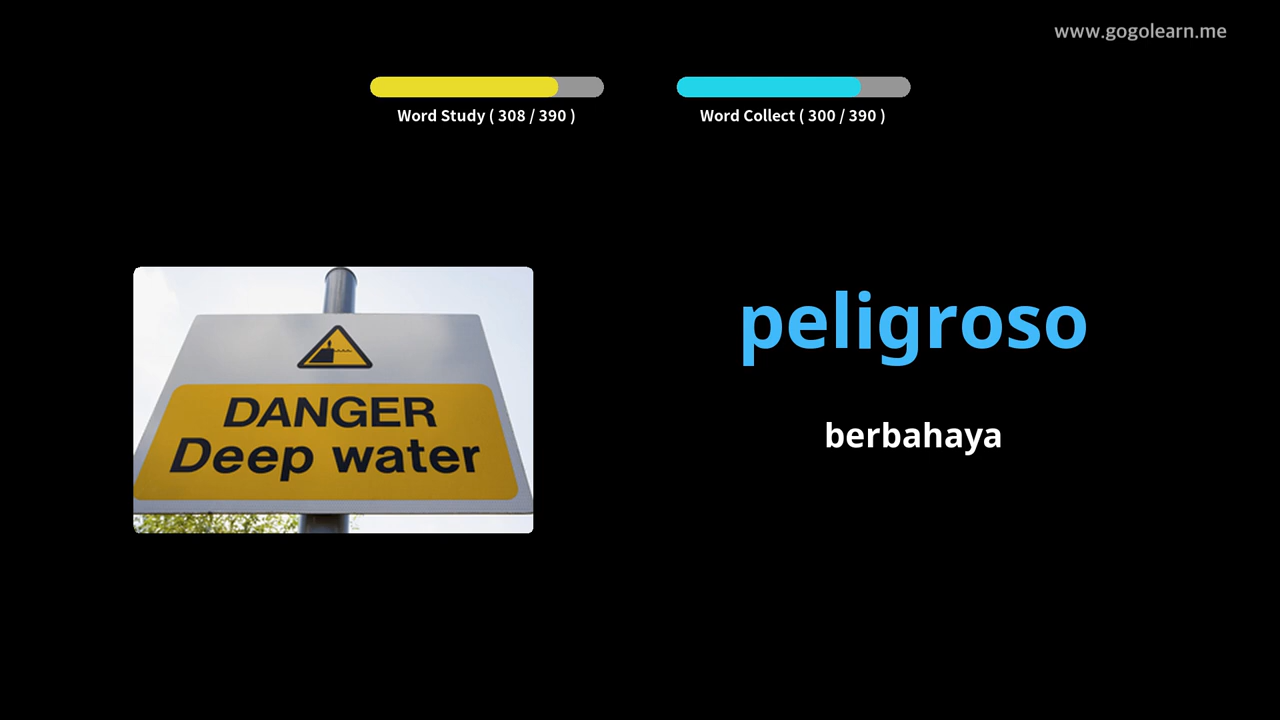 www.gogolearn.me
Word Study ( 308 / 390 )
Word Collect ( 300 / 390 )
DANGER
Deep water
peligroso
berbahaya